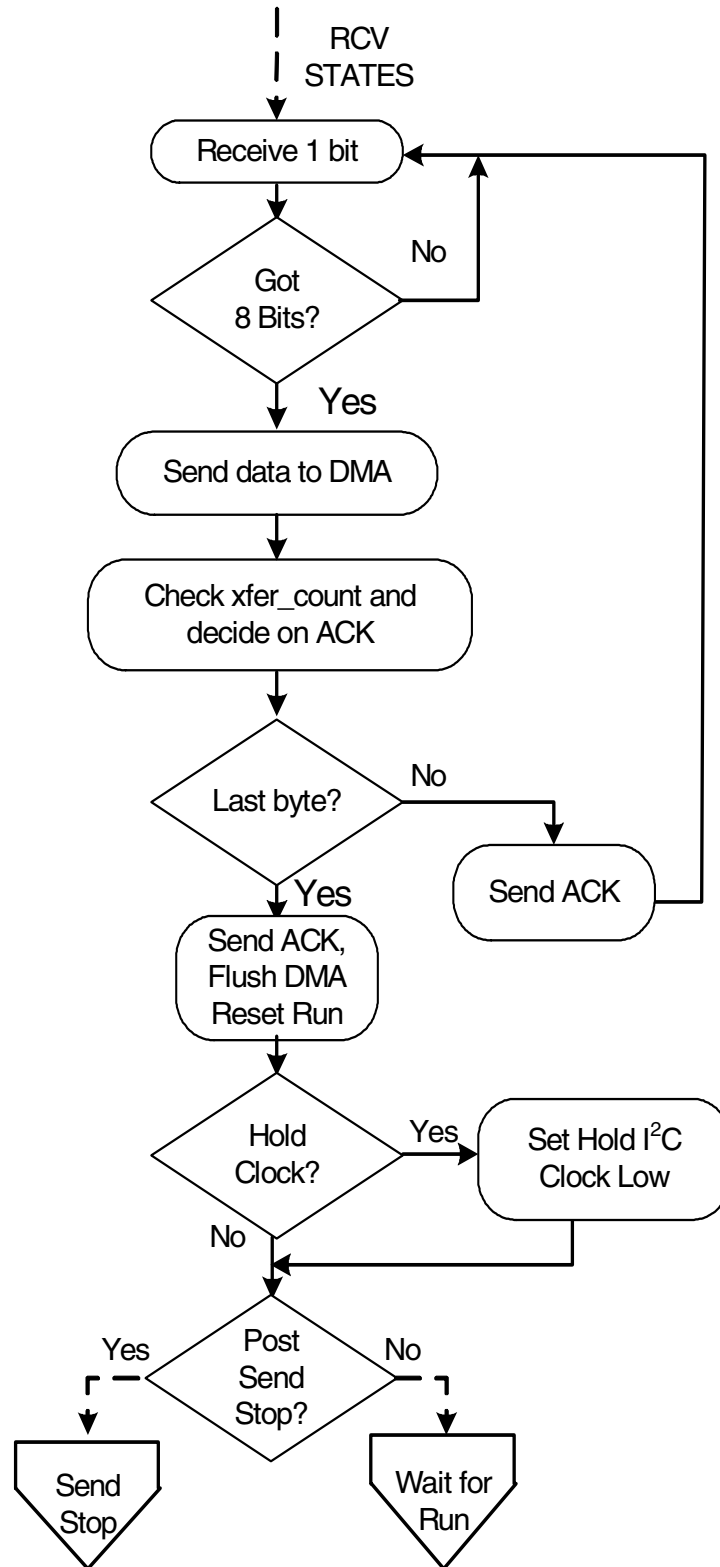 RCV
STATES
Receive 1 bit
No
Got
8 Bits?
Yes
Send data to DMA
Check xfer_count and
decide on ACK
No
Last byte?
Send ACK
Yes
Send ACK,
Flush DMA
Reset Run
Hold
Clock?
Yes
Set Hold I²C
Clock Low
No
Post
Send
Stop?
Yes
No
Send
Stop
Wait for
Run